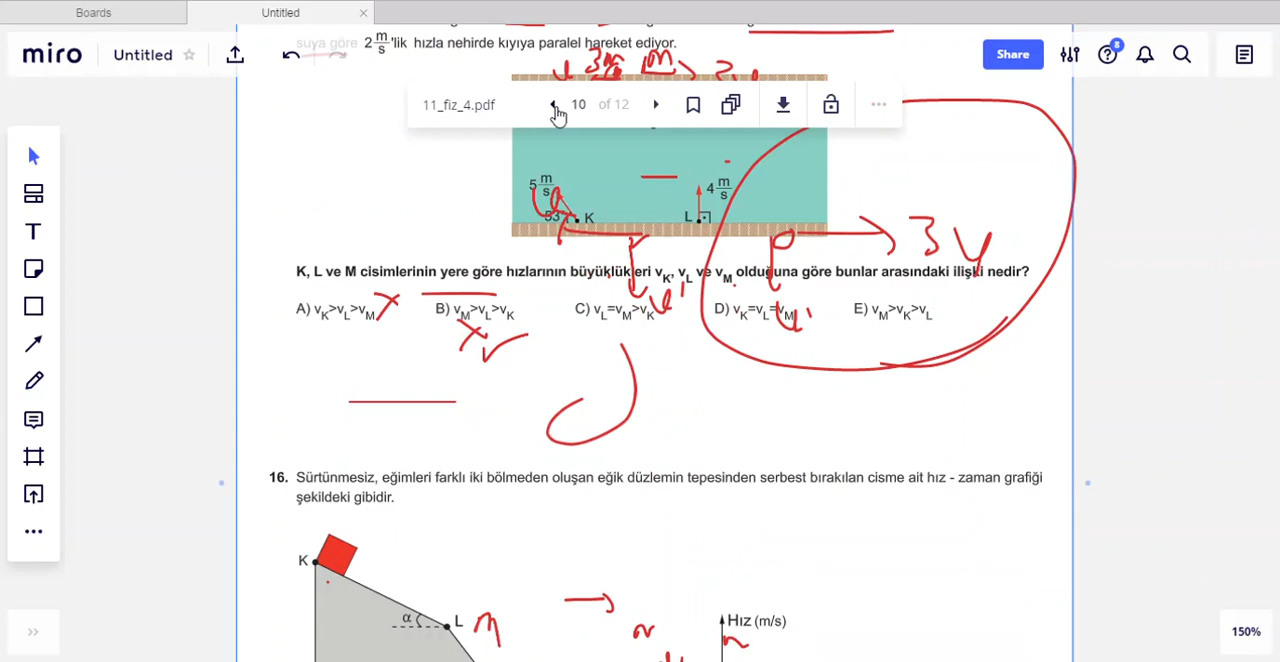 Boards
Untitled
miro
Untitled
Share
8
suya göre 2 m/s 'lik hızla nehirde kıyıya paralel hareket ediyor.
11_fiz_4.pdf
10 of 12
5 m/s
4 m/s
53
K
L
3
K, L ve M cisimlerinin yere göre hızlarının büyüklükleri vK, vL ve vM olduğuna göre bunlar arasındaki ilişki nedir?
A) vK>vL>vM B) vM>vL>vK C) vL=vM>vK D) vK=vL=vM E) vM>vK>vL
16. Sürtünmesiz, eğimleri farklı iki bölmeden oluşan eğik düzlemin tepesinden serbest bırakılan cisme ait hız - zaman grafiği
şekildeki gibidir.
K
α
L
Hız (m/s)
150%